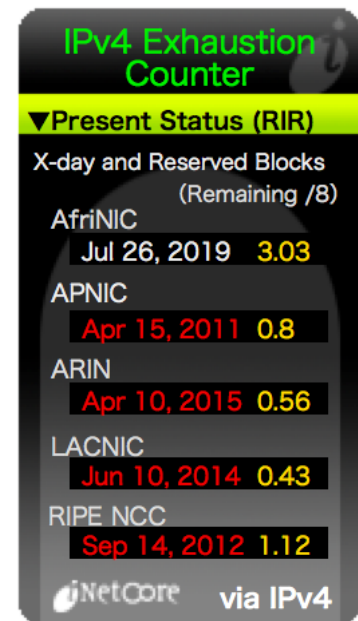 IPv4 Exhaustion
Counter
▼Present Status (RIR)
X-day and Reserved Blocks
(Remaining /8)
AfriNIC
Jul 26, 2019 3.03
APNIC
Apr 15, 2011 0.8
ARIN
Apr 10, 2015 0.56
LACNIC
Jun 10, 2014 0.43
RIPE NCC
Sep 14, 2012 1.12
iNetCore via IPv4